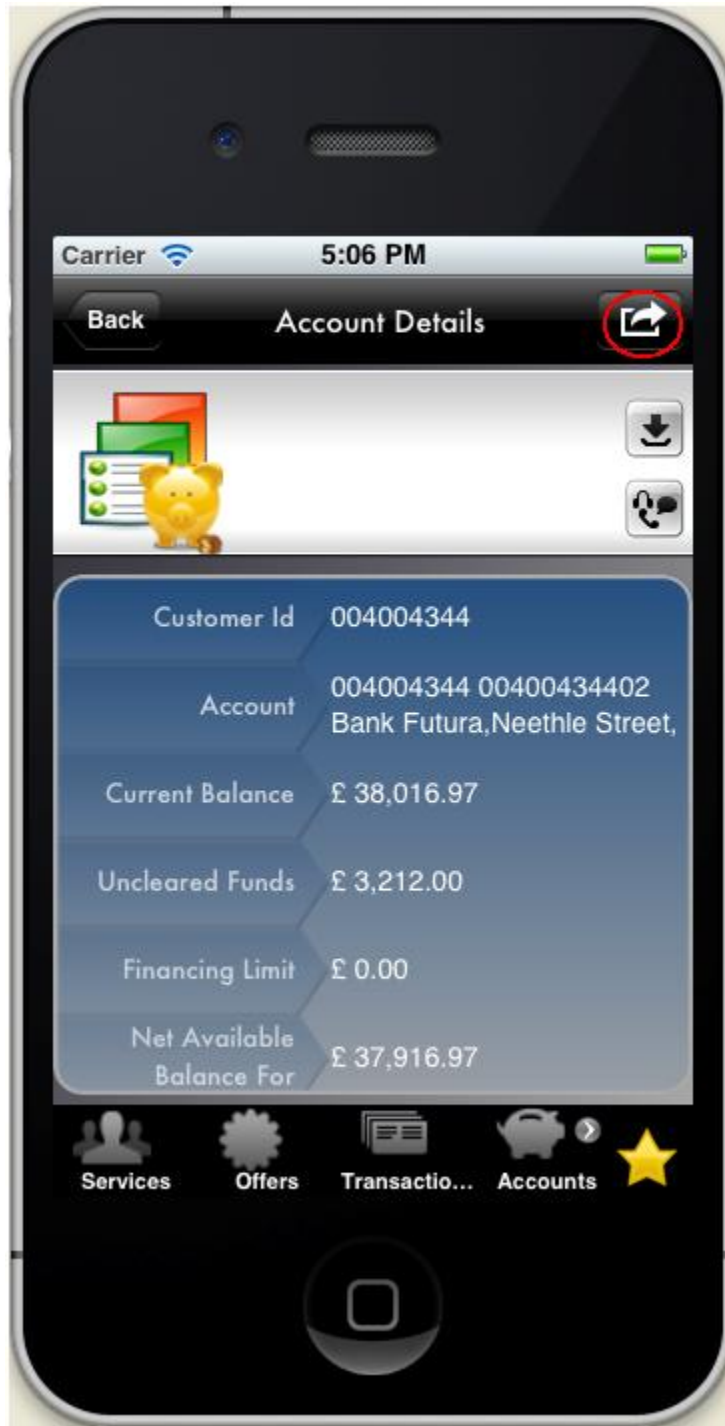 Carrier 5:06 PM
Back Account Details
Customer Id 004004344
Account 004004344 00400434402
Bank Futura,Neethle Street,
Current Balance £ 38,016.97
Uncleared Funds £ 3,212.00
Financing Limit £ 0.00
Net Available
Balance For £ 37,916.97
Services Offers Transactio... Accounts